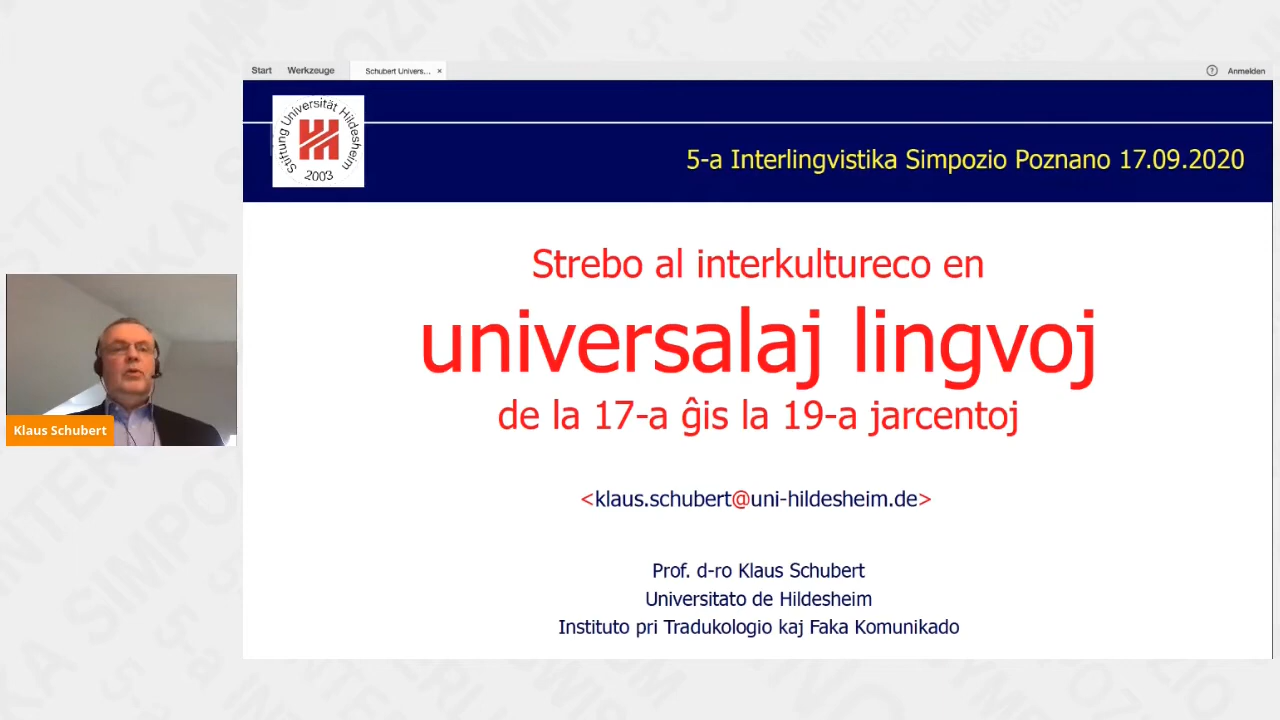 Start Werkzeuge Schubert Univers... × ? Anmelden
Stiftung Universität Hildesheim
2003
5-a Interlingvistika Simpozio Poznano 17.09.2020
Strebo al interkultureco en
universalaj lingvoj
de la 17-a ĝis la 19-a jarcentoj
<klaus.schubert@uni-hildesheim.de>
Prof. d-ro Klaus Schubert
Universitato de Hildesheim
Instituto pri Tradukologio kaj Faka Komunikado
Klaus Schubert